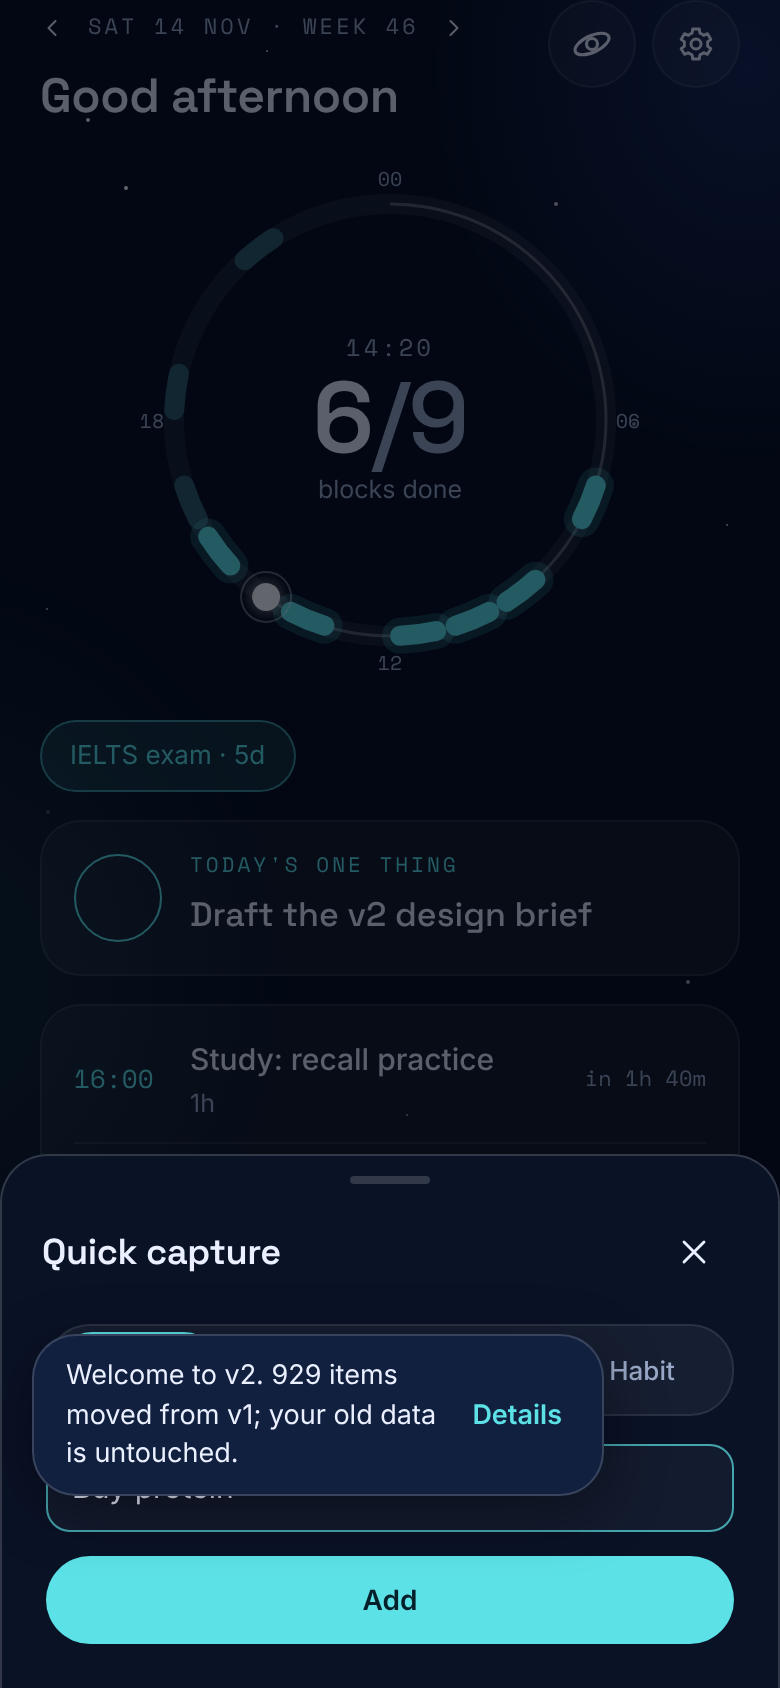 SAT 14 NOV · WEEK 46
Good afternoon
00
14:20
6/9
18
06
blocks done
12
IELTS exam · 5d
TODAY'S ONE THING
Draft the v2 design brief
16:00
Study: recall practice
in 1h 40m
1h
Quick capture
Habit
Welcome to v2. 929 items
moved from v1; your old data
is untouched.
Details
Add